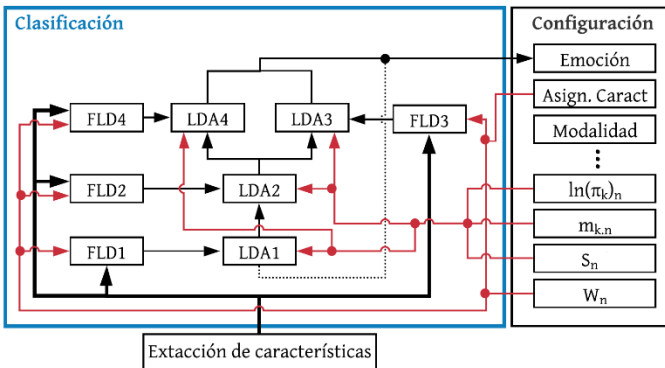 Clasificación
Configuración
Emoción
Asign. Caract
Modalidad
ln(πk)n
mk.n
Sn
Wn
FLD4
LDA4
LDA3
FLD3
FLD2
LDA2
FLD1
LDA1
Extacción de características